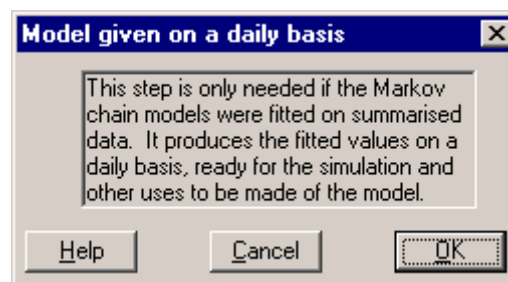 Model given on a daily basis
This step is only needed if the Markov
chain models were fitted on summarised
data. It produces the fitted values on a
daily basis, ready for the simulation and
other uses to be made of the model.
Help Cancel OK